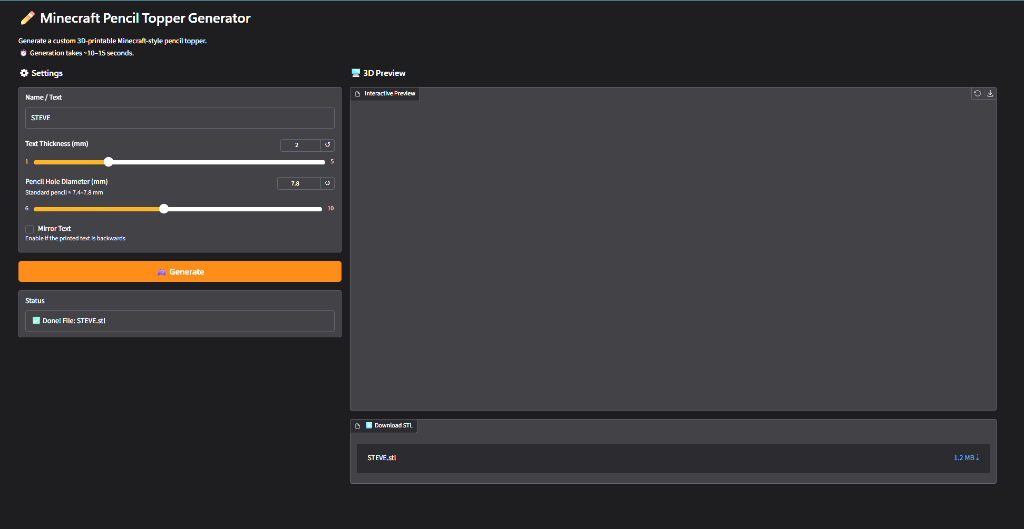 Minecraft Pencil Topper Generator
Generate a custom 3D-printable Minecraft-style pencil topper.
Generation takes ~10–15 seconds.
Settings
Name / Text
STEVE
Text Thickness (mm)
2
1
5
Pencil Hole Diameter (mm)
7.8
Standard pencil ≈ 7.4–7.8 mm
6
10
Mirror Text
Enable if the printed text is backwards
Generate
Status
Done! File: STEVE.stl
3D Preview
Interactive Preview
Download STL
STEVE.stl
1.2 MB ↓